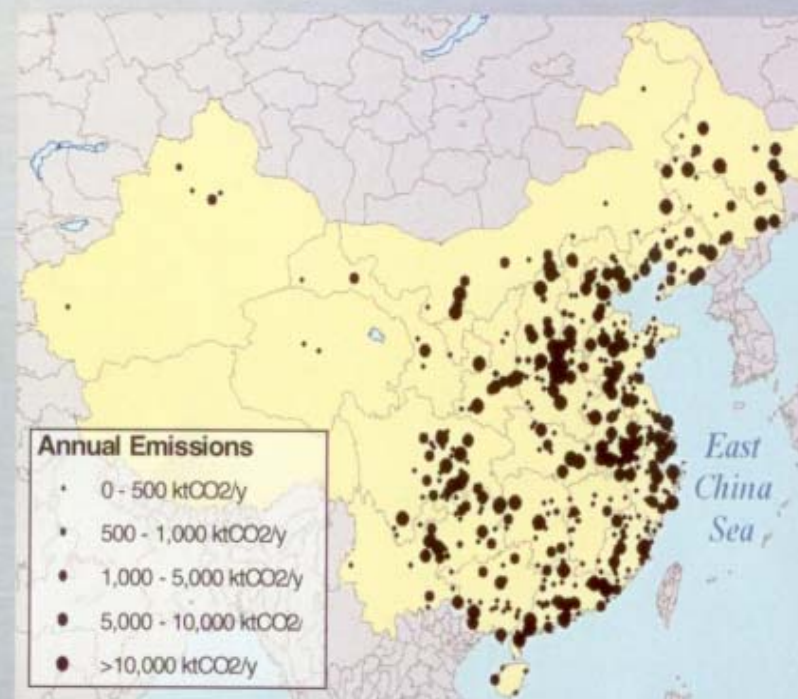 Annual Emissions
0 - 500 ktCO2/y
500 - 1,000 ktCO2/y
1,000 - 5,000 ktCO2/y
5,000 - 10,000 ktCO2/
>10,000 ktCO2/y
East
China
Sea